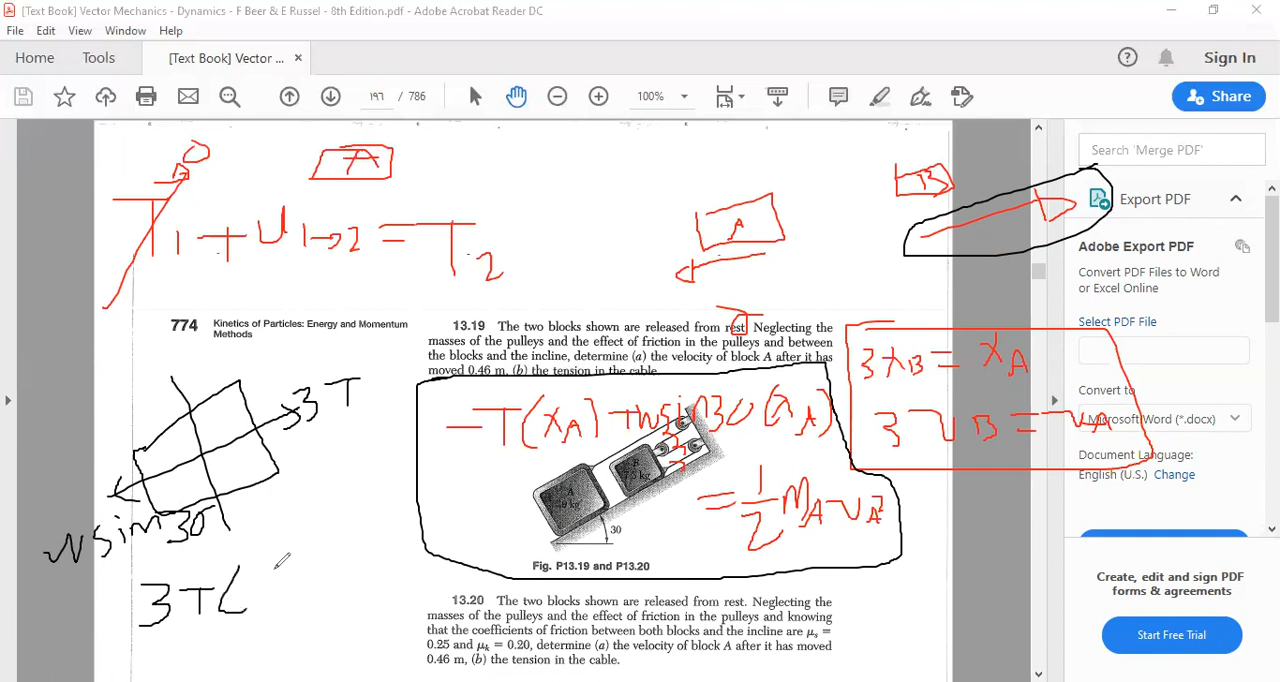 [Text Book] Vector Mechanics - Dynamics - F Beer & E Russel - 8th Edition.pdf - Adobe Acrobat Reader DC
File Edit View Window Help
Home Tools [Text Book] Vector ... × Sign In
١٩٦ / 786 100% Share
Search 'Merge PDF'
Export PDF
Adobe Export PDF
Convert PDF Files to Word
or Excel Online
Select PDF File
Convert to
Microsoft Word (*.docx)
Document Language:
English (U.S.) Change
Create, edit and sign PDF
forms & agreements
Start Free Trial
A
B
0
T1 + U1→2 = T2
A
774 Kinetics of Particles: Energy and Momentum
Methods
13.19 The two blocks shown are released from rest. Neglecting the
masses of the pulleys and the effect of friction in the pulleys and between
the blocks and the incline, determine (a) the velocity of block A after it has
moved 0.46 m, (b) the tension in the cable.
3xB = xA
3VB = VA
-T(xA) + w sin30(xA)
= 1/2 mA VA²
A
B
30
Fig. P13.19 and P13.20
3T
W sin30
3T(
13.20 The two blocks shown are released from rest. Neglecting the
masses of the pulleys and the effect of friction in the pulleys and knowing
that the coefficients of friction between both blocks and the incline are μs =
0.25 and μk = 0.20, determine (a) the velocity of block A after it has moved
0.46 m, (b) the tension in the cable.